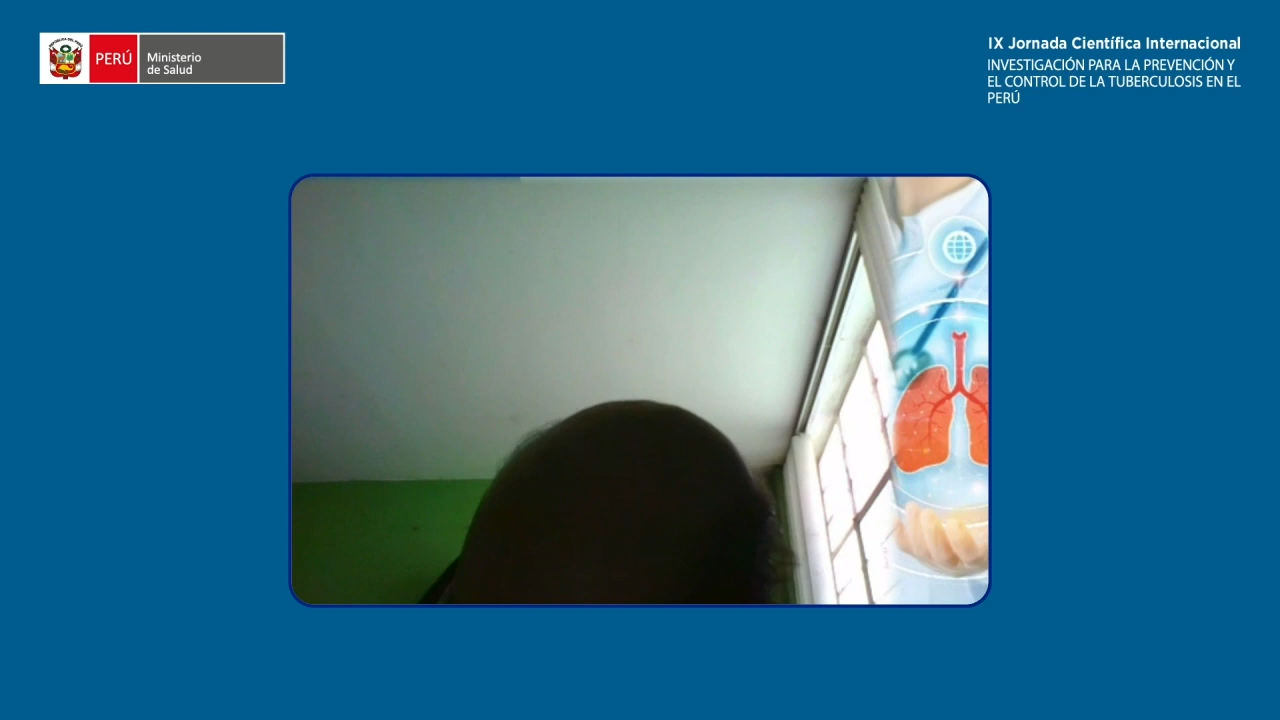 PERÚ
Ministerio
de Salud
IX Jornada Científica Internacional
INVESTIGACIÓN PARA LA PREVENCIÓN Y
EL CONTROL DE LA TUBERCULOSIS EN EL
PERÚ